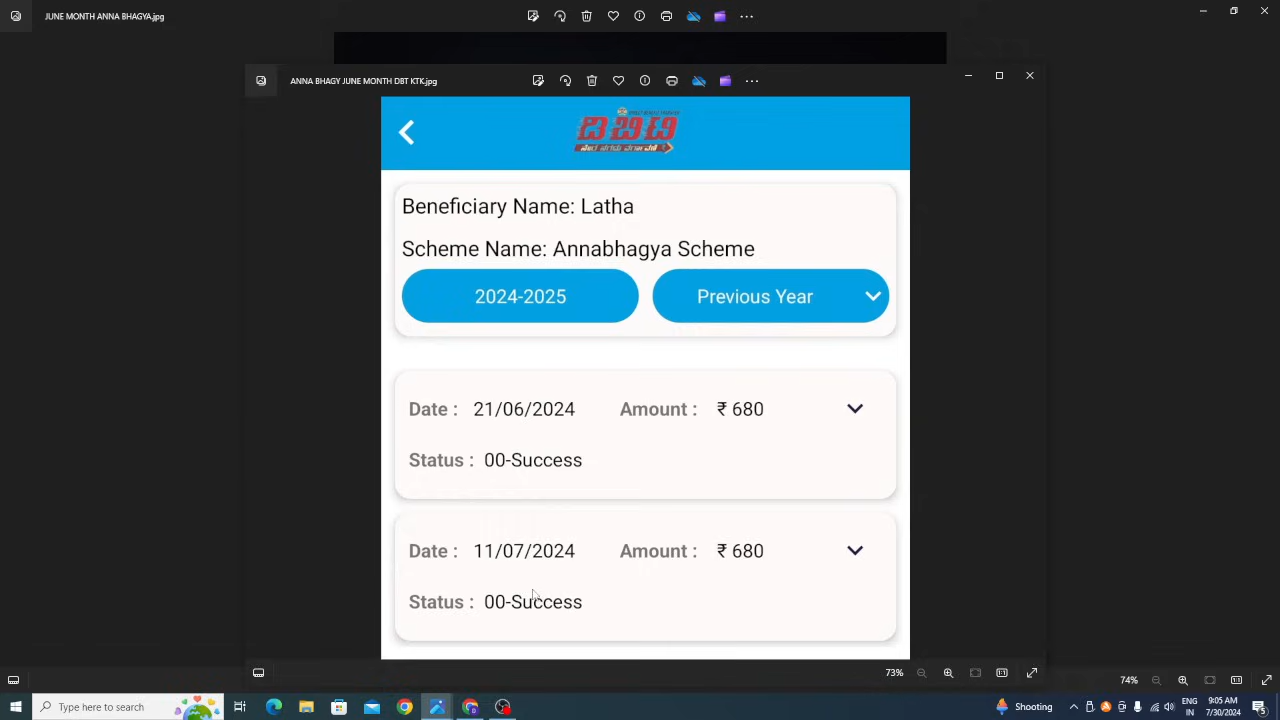 JUNE MONTH ANNA BHAGYA.jpg
ANNA BHAGY JUNE MONTH DBT KTK.jpg
ಡಿಬಿಟಿ
Beneficiary Name: Latha
Scheme Name: Annabhagya Scheme
2024-2025
Previous Year
Date : 21/06/2024 Amount : ₹ 680
Status : 00-Success
Date : 11/07/2024 Amount : ₹ 680
Status : 00-Success
73%
74%
Type here to search
Shooting
ENG
IN
9:05 AM
7/30/2024